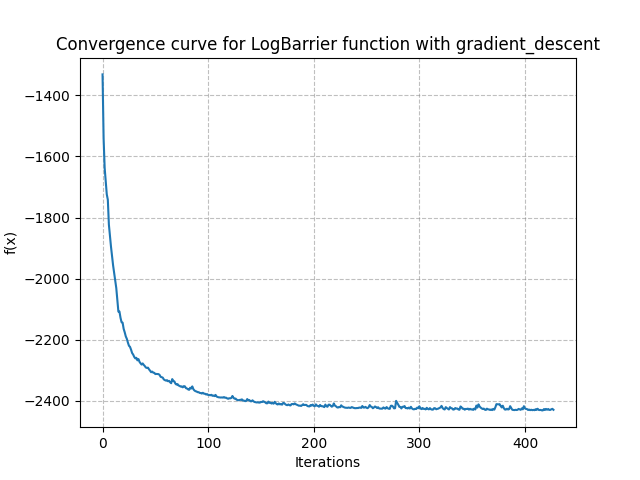 Convergence curve for LogBarrier function with gradient_descent
f(x)
−1400
−1600
−1800
−2000
−2200
−2400
0 100 200 300 400
Iterations